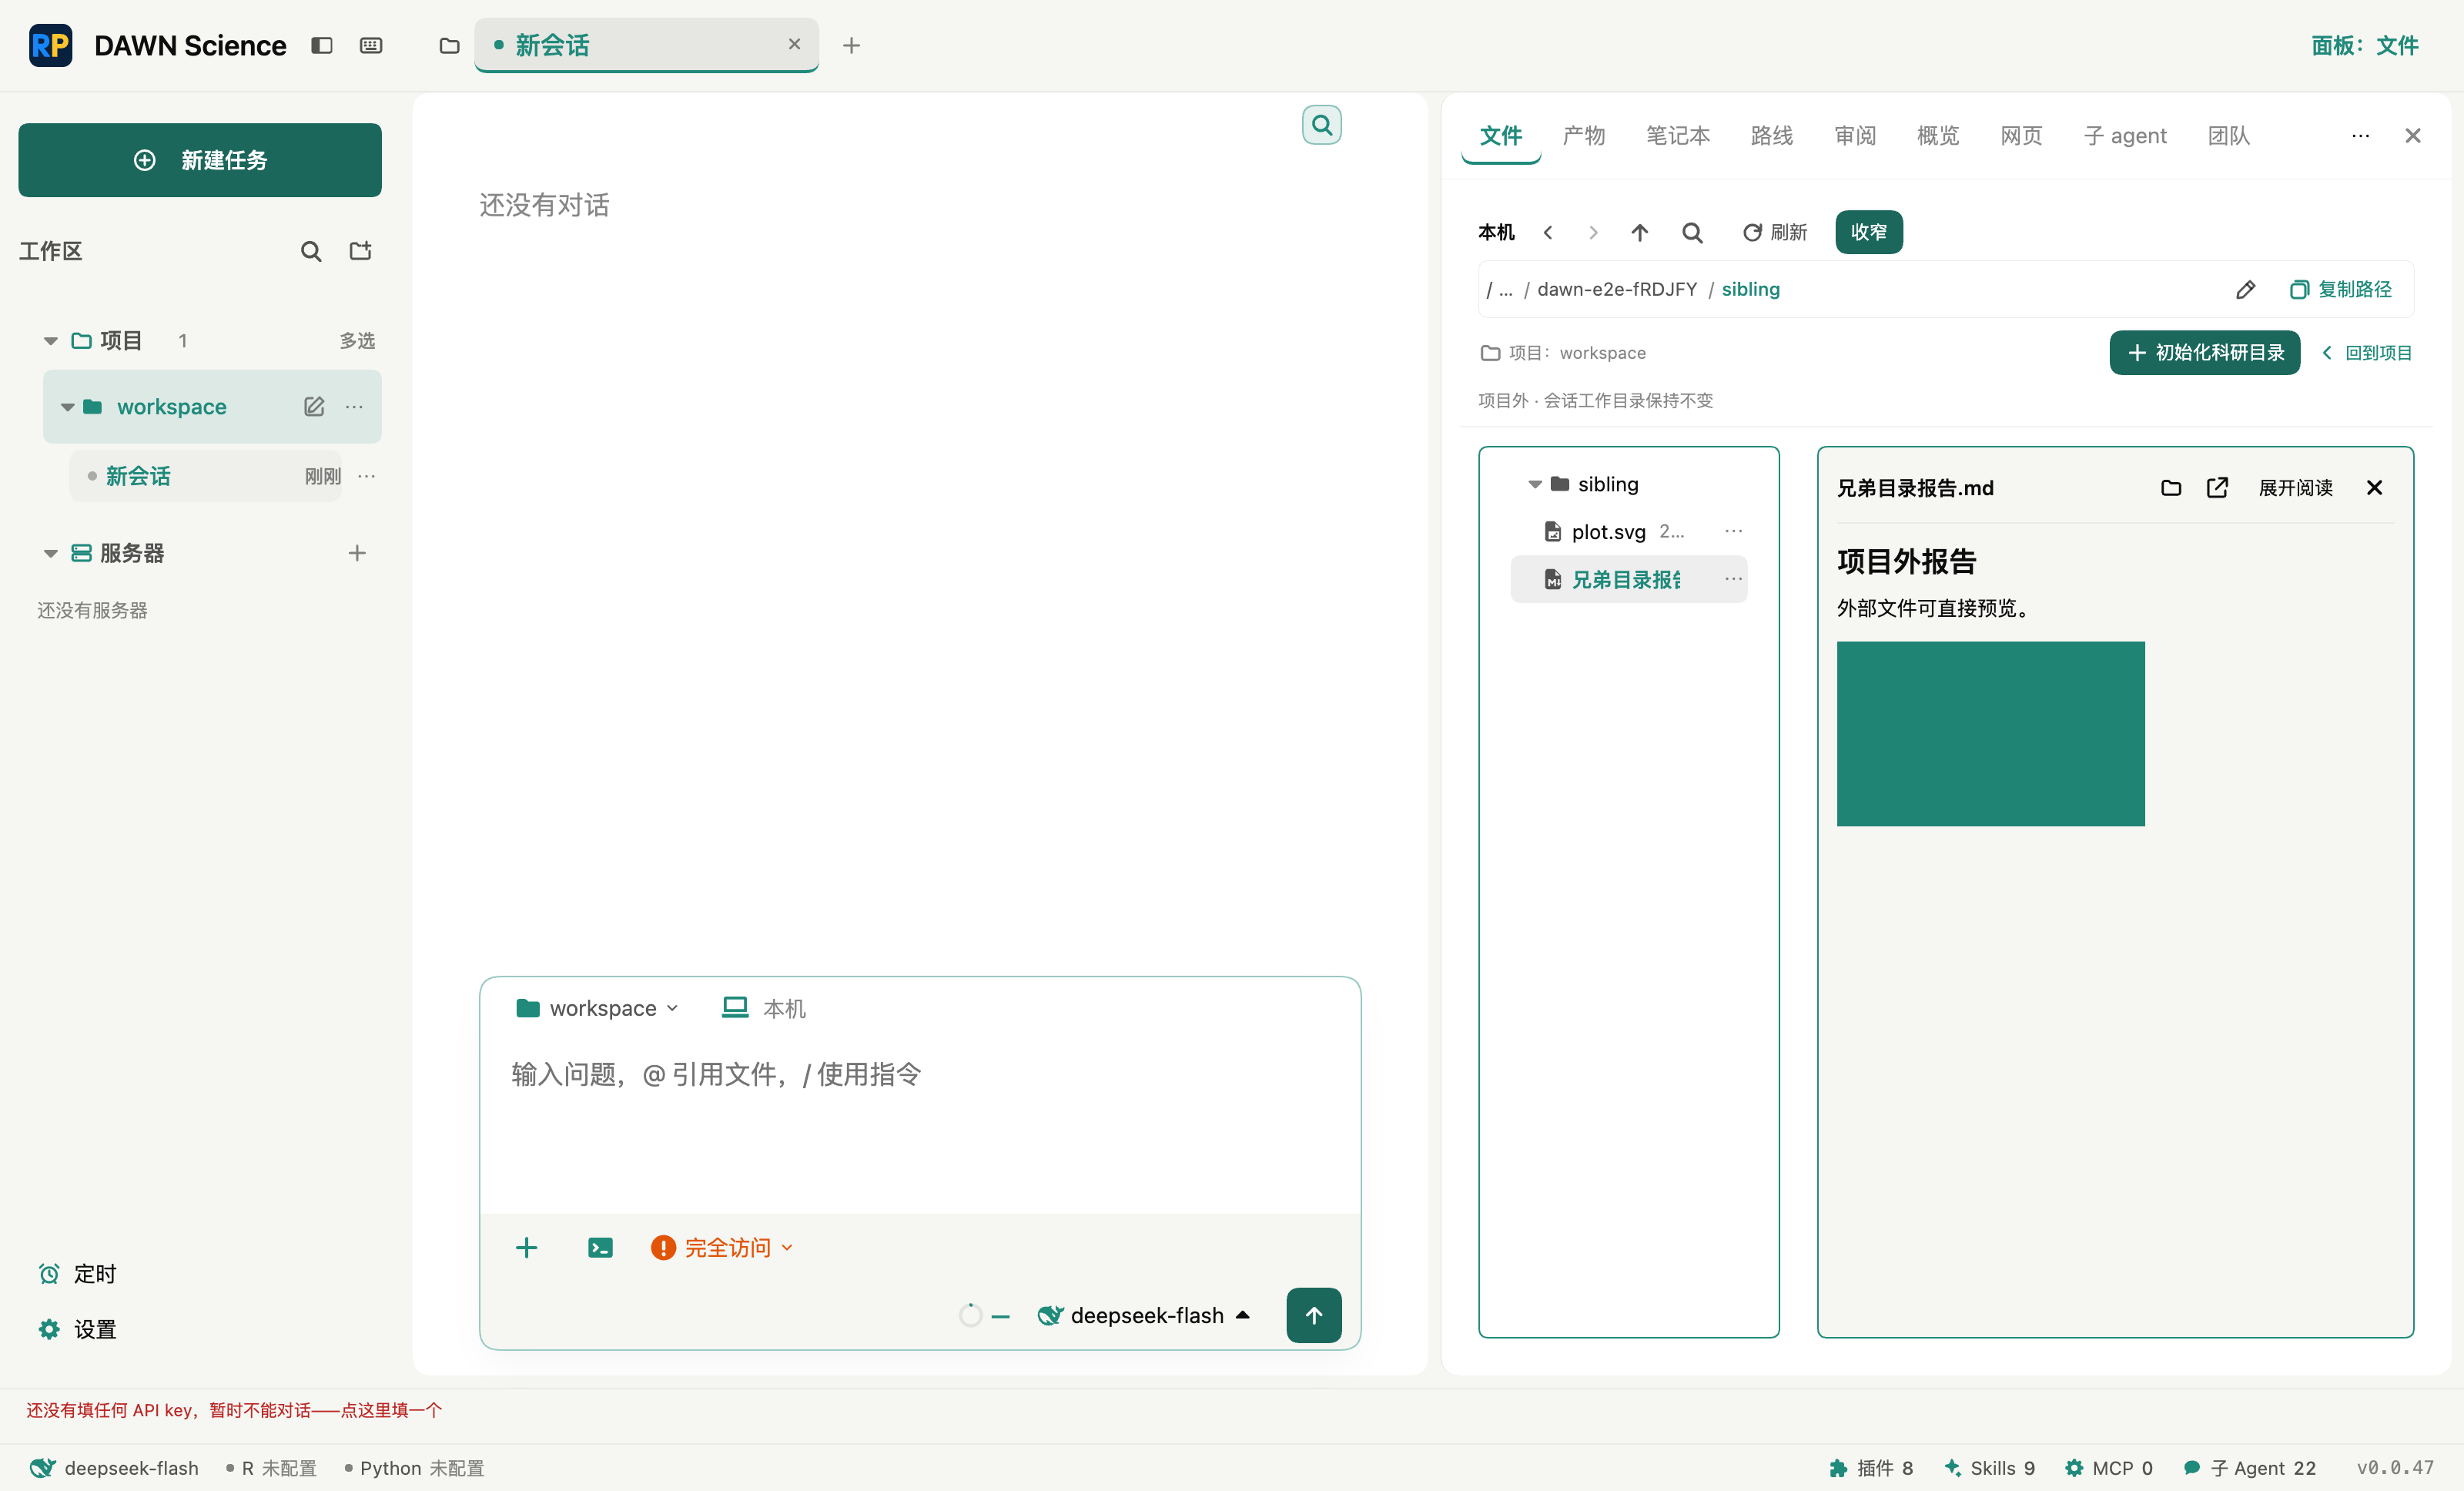 RP DAWN Science
新会话
面板：文件
新建任务
工作区
项目 1 多选
workspace
新会话 刚刚
服务器
还没有服务器
定时
设置
还没有对话
workspace 本机
输入问题，@ 引用文件，/ 使用指令
完全访问
deepseek-flash
文件 产物 笔记本 路线 审阅 概览 网页 子 agent 团队
本机 刷新 收窄
/ ... / dawn-e2e-fRDJFY / sibling 复制路径
项目：workspace 初始化科研目录 回到项目
项目外 · 会话工作目录保持不变
sibling
plot.svg 2...
兄弟目录报
兄弟目录报告.md 展开阅读
项目外报告
外部文件可直接预览。
还没有填任何 API key，暂时不能对话——点这里填一个
deepseek-flash R 未配置 Python 未配置
插件 8 Skills 9 MCP 0 子 Agent 22 v0.0.47